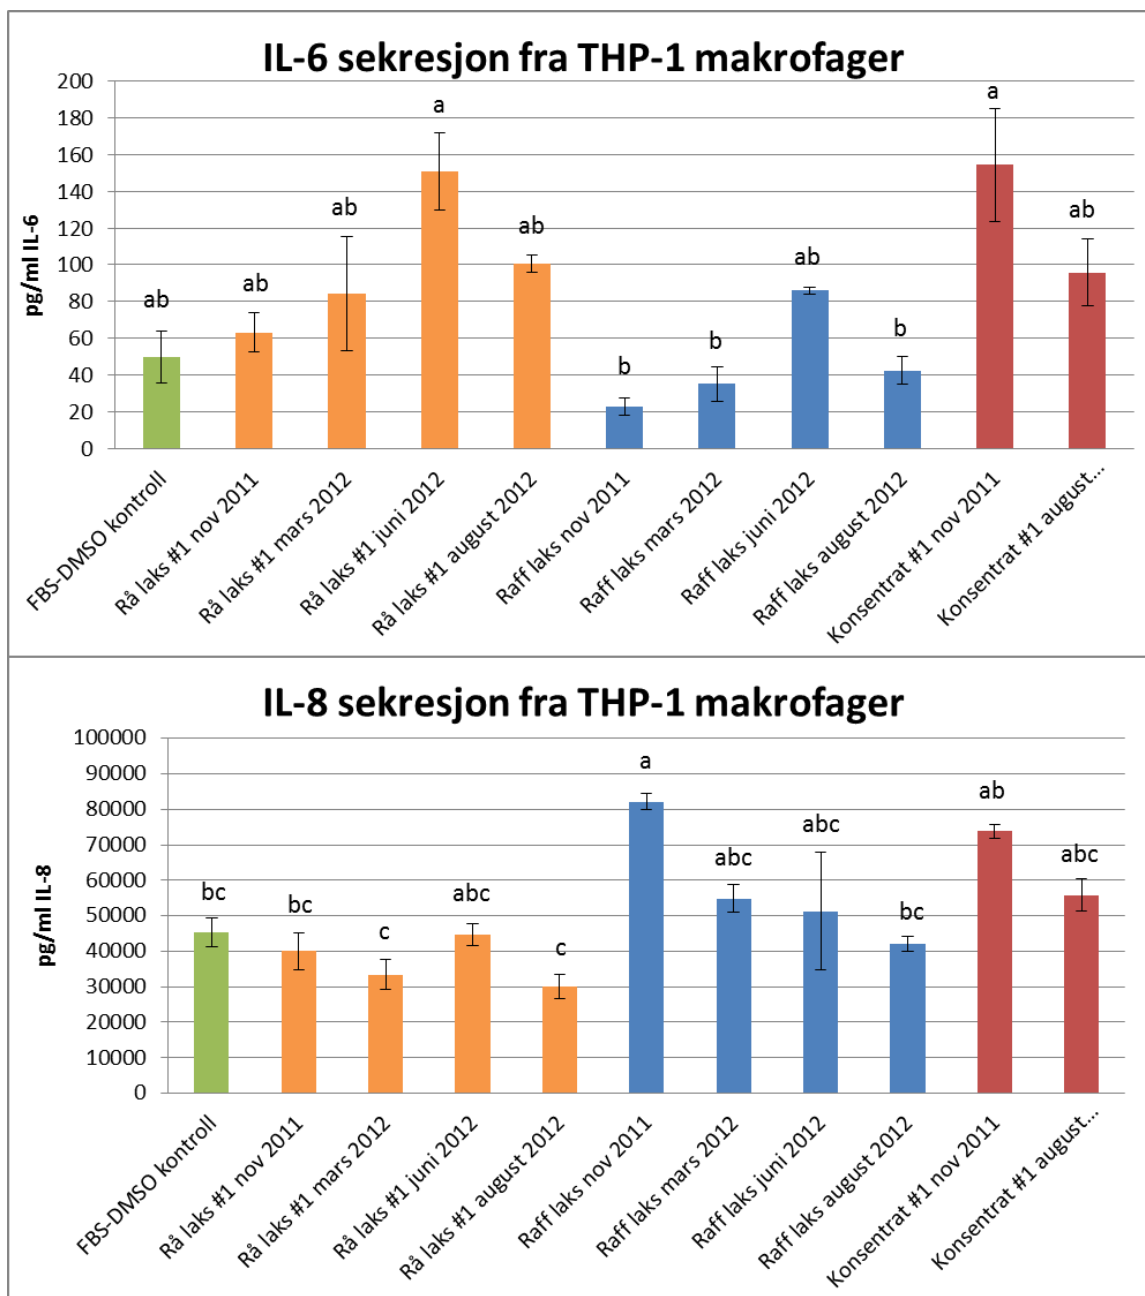 IL-6 sekresjon fra THP-1 makrofager
pg/ml IL-6
200
180
160
140
120
100
80
60
40
20
0
ab
ab
ab
a
ab
b
b
ab
b
a
ab
FBS-DMSO kontroll
Rå laks #1 nov 2011
Rå laks #1 mars 2012
Rå laks #1 juni 2012
Rå laks #1 august 2012
Raff laks nov 2011
Raff laks mars 2012
Raff laks juni 2012
Raff laks august 2012
Konsentrat #1 nov 2011
Konsentrat #1 august...
IL-8 sekresjon fra THP-1 makrofager
pg/ml IL-8
100000
90000
80000
70000
60000
50000
40000
30000
20000
10000
0
bc
bc
c
abc
c
a
abc
abc
bc
ab
abc
FBS-DMSO kontroll
Rå laks #1 nov 2011
Rå laks #1 mars 2012
Rå laks #1 juni 2012
Rå laks #1 august 2012
Raff laks nov 2011
Raff laks mars 2012
Raff laks juni 2012
Raff laks august 2012
Konsentrat #1 nov 2011
Konsentrat #1 august...